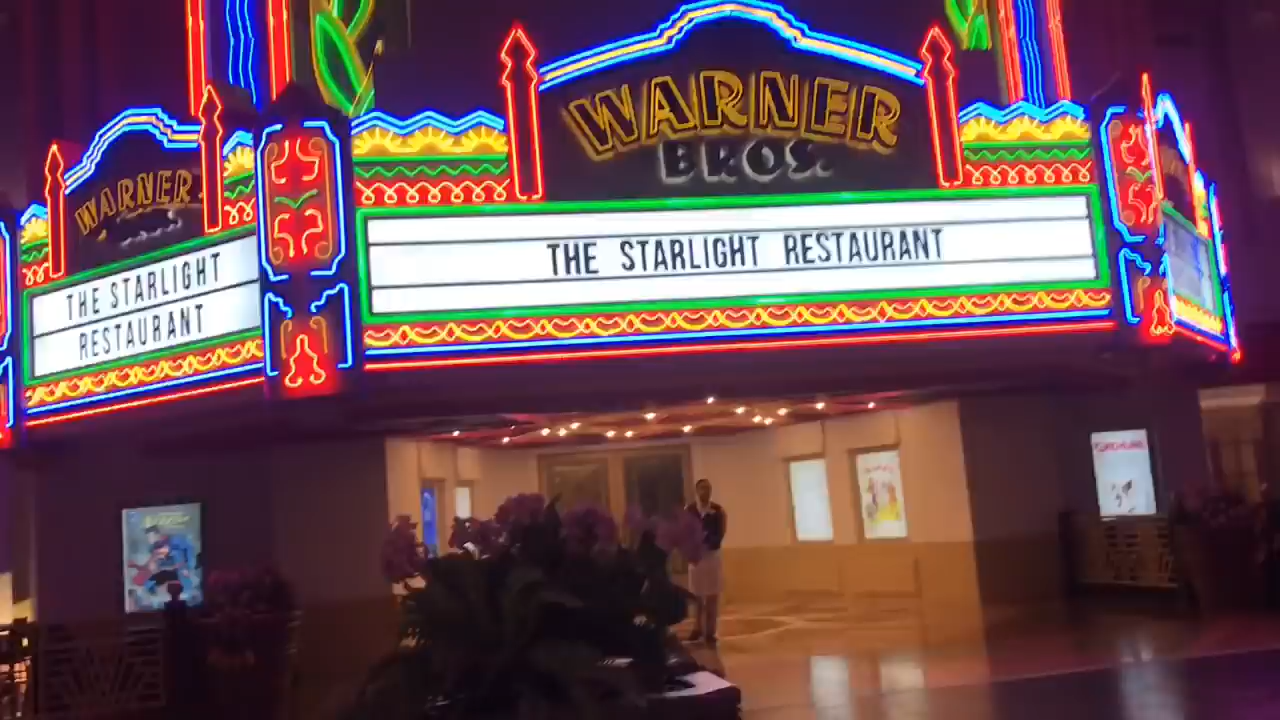 WARNER
BROS.
THE STARLIGHT RESTAURANT
WARNER
THE STARLIGHT
RESTAURANT